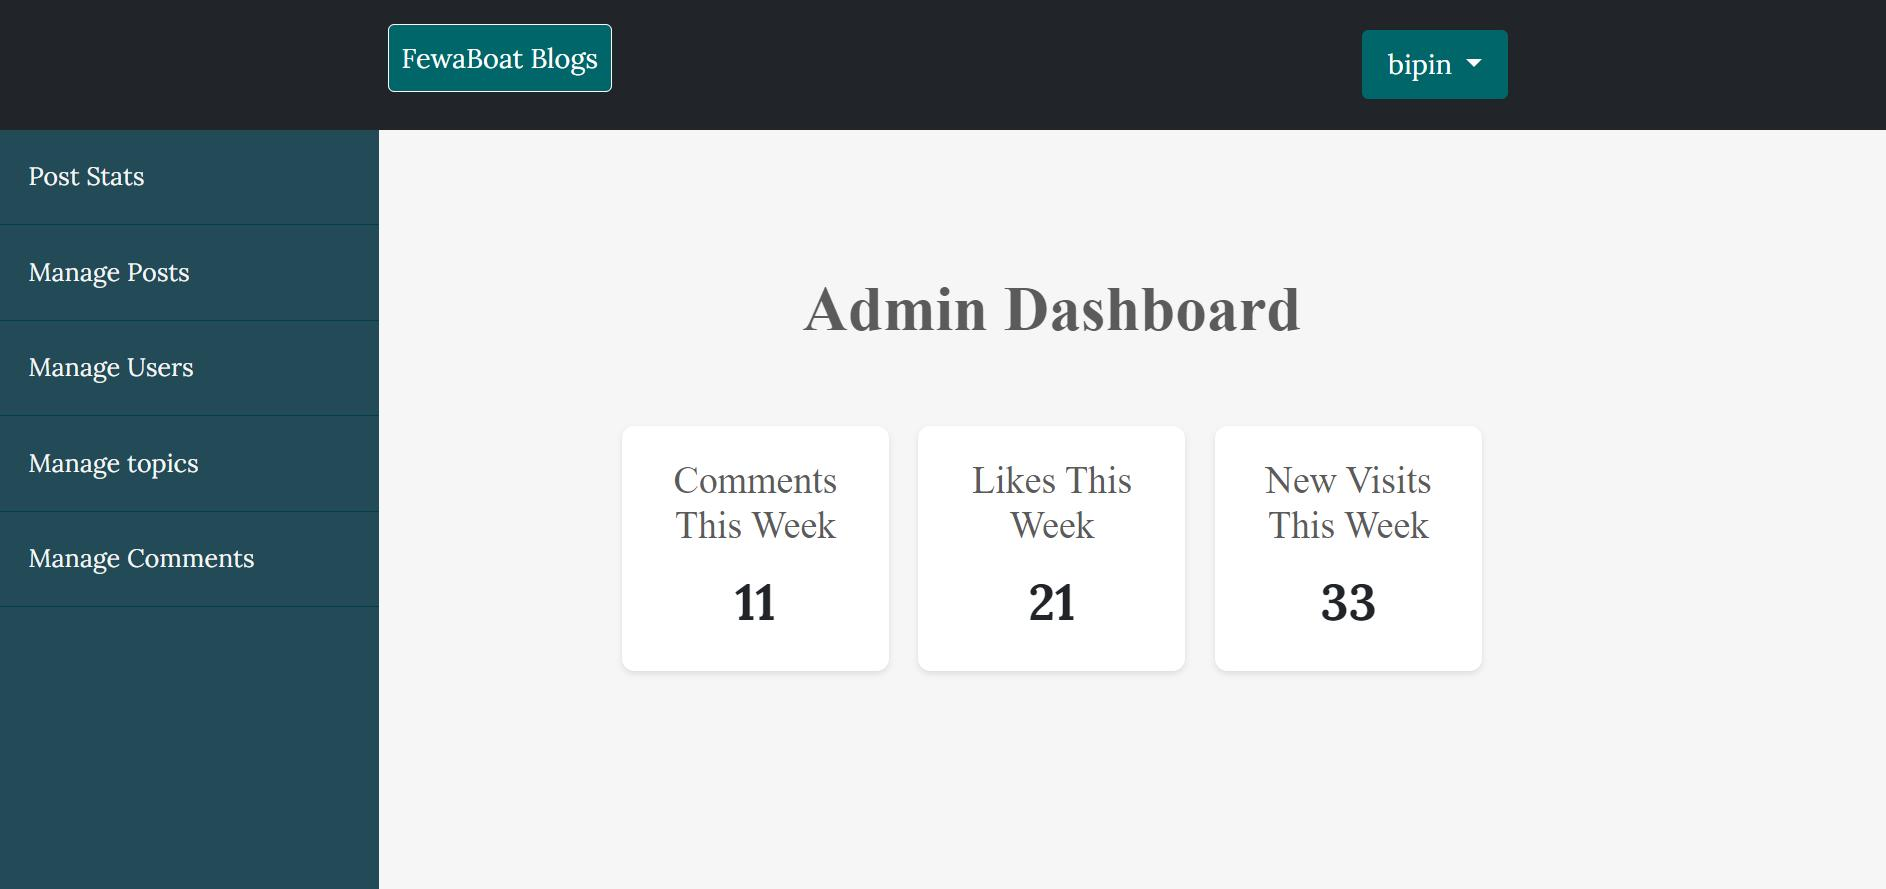 FewaBoat Blogs
bipin
Post Stats
Manage Posts
Manage Users
Manage topics
Manage Comments
Admin Dashboard
Comments
This Week
11
Likes This
Week
21
New Visits
This Week
33